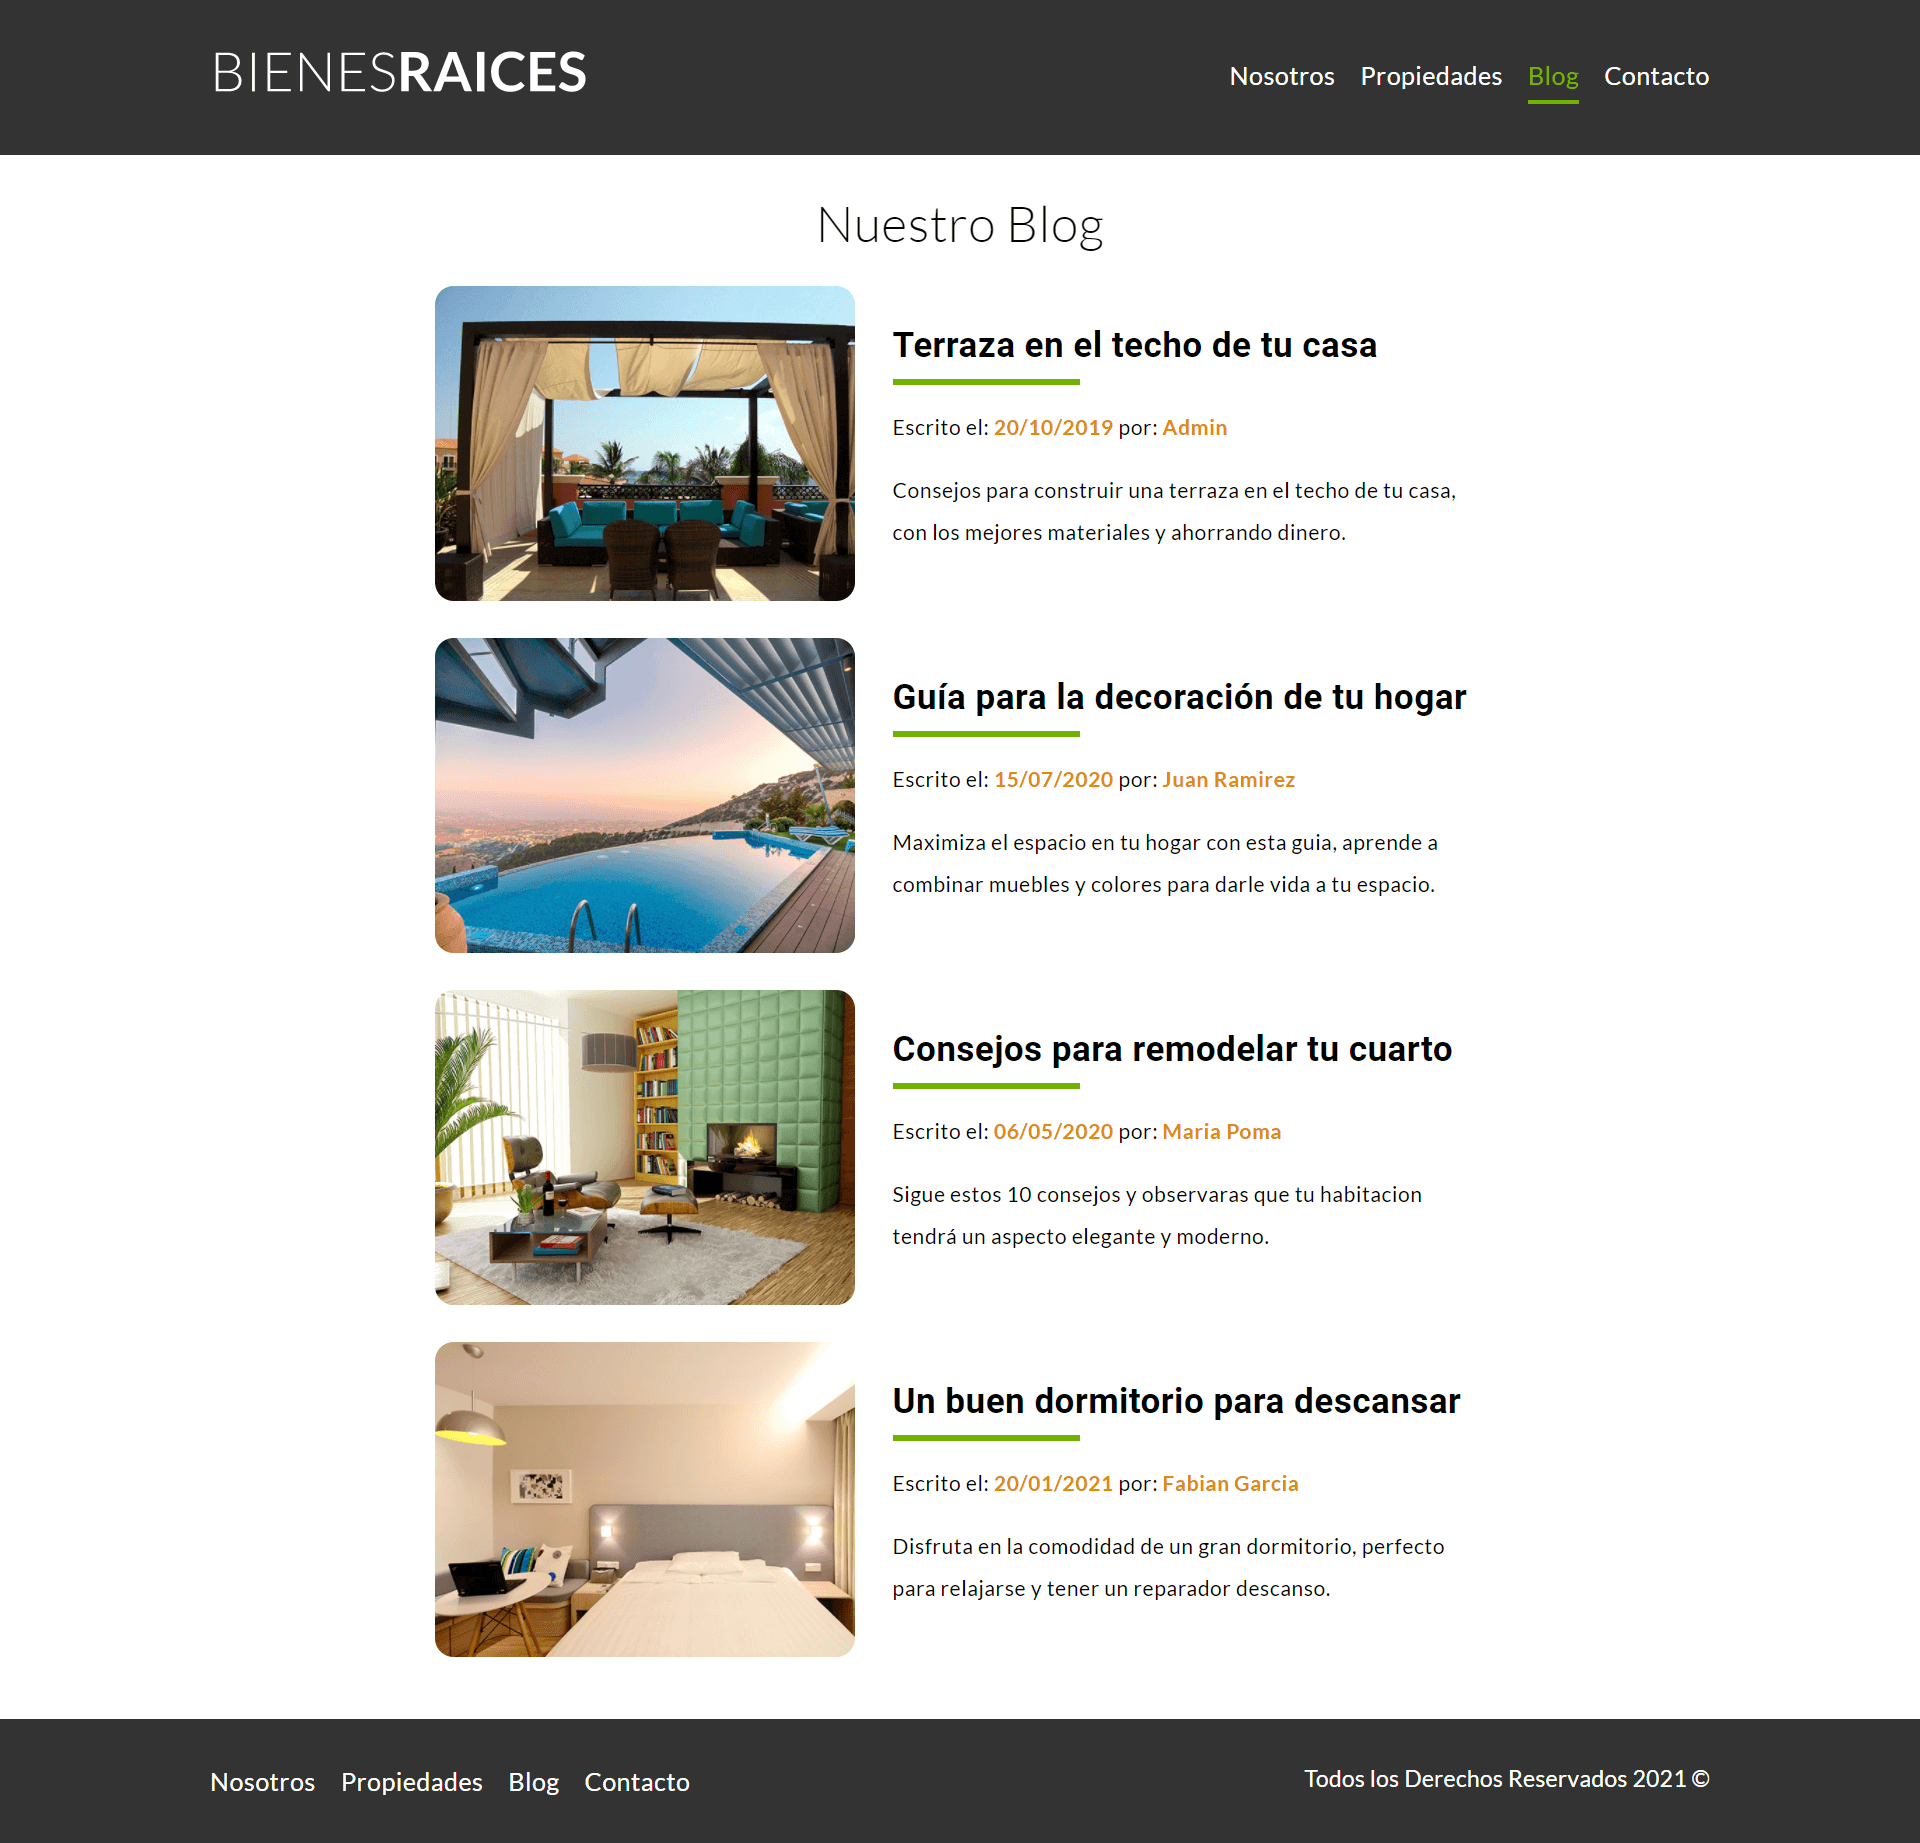 BIENESRAICES
Nosotros Propiedades Blog Contacto
Nuestro Blog
Terraza en el techo de tu casa
Escrito el: 20/10/2019 por: Admin
Consejos para construir una terraza en el techo de tu casa,
con los mejores materiales y ahorrando dinero.
Guía para la decoración de tu hogar
Escrito el: 15/07/2020 por: Juan Ramirez
Maximiza el espacio en tu hogar con esta guia, aprende a
combinar muebles y colores para darle vida a tu espacio.
Consejos para remodelar tu cuarto
Escrito el: 06/05/2020 por: Maria Poma
Sigue estos 10 consejos y observaras que tu habitacion
tendrá un aspecto elegante y moderno.
Un buen dormitorio para descansar
Escrito el: 20/01/2021 por: Fabian Garcia
Disfruta en la comodidad de un gran dormitorio, perfecto
para relajarse y tener un reparador descanso.
Nosotros Propiedades Blog Contacto
Todos los Derechos Reservados 2021 ©